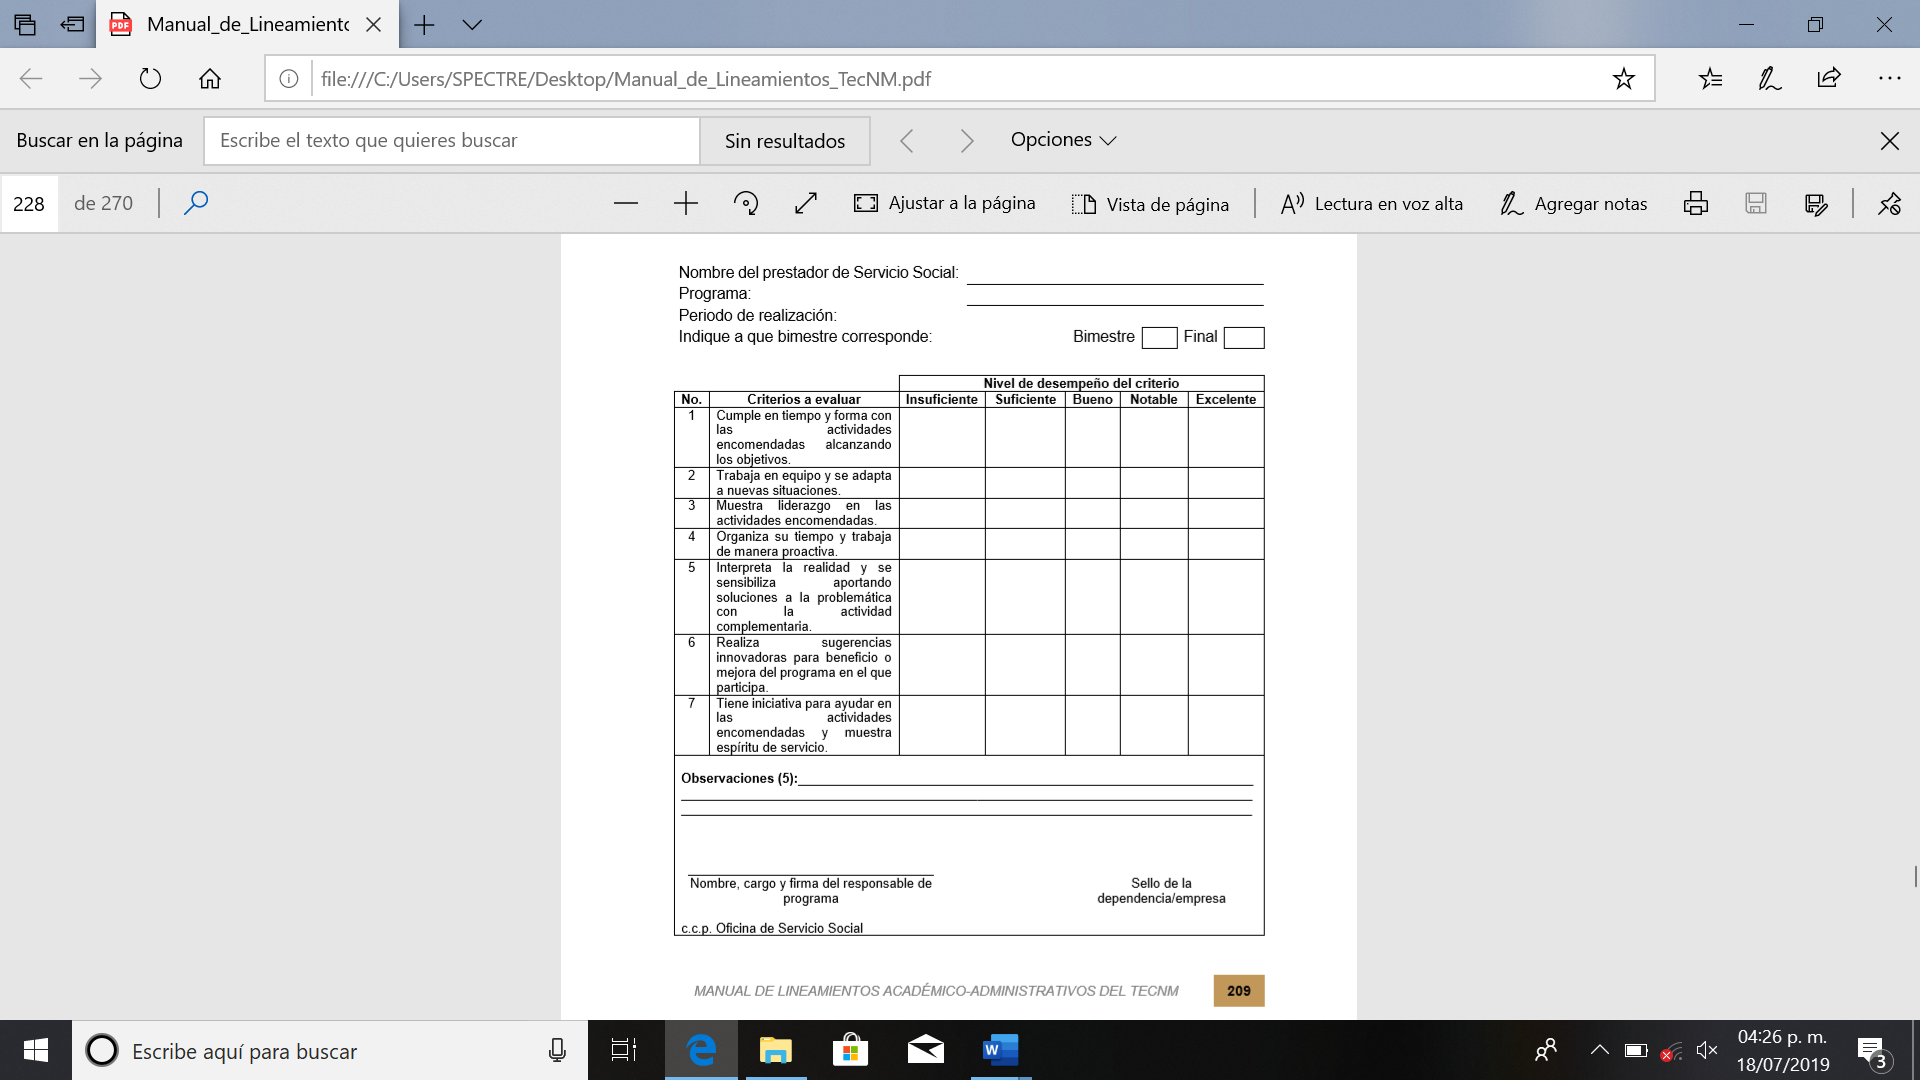 Manual_de_Lineamiento
file:///C:/Users/SPECTRE/Desktop/Manual_de_Lineamientos_TecNM.pdf
Buscar en la página
Escribe el texto que quieres buscar
Sin resultados
Opciones
228 de 270
Ajustar a la página
Vista de página
Lectura en voz alta
Agregar notas
Nombre del prestador de Servicio Social:
Programa:
Periodo de realización:
Indique a que bimestre corresponde: Bimestre Final
Nivel de desempeño del criterio
No. Criterios a evaluar Insuficiente Suficiente Bueno Notable Excelente
1 Cumple en tiempo y forma con
las actividades
encomendadas alcanzando
los objetivos.
2 Trabaja en equipo y se adapta
a nuevas situaciones.
3 Muestra liderazgo en las
actividades encomendadas.
4 Organiza su tiempo y trabaja
de manera proactiva.
5 Interpreta la realidad y se
sensibiliza aportando
soluciones a la problemática
con la actividad
complementaria.
6 Realiza sugerencias
innovadoras para beneficio o
mejora del programa en el que
participa.
7 Tiene iniciativa para ayudar en
las actividades
encomendadas y muestra
espíritu de servicio.
Observaciones (5):
Nombre, cargo y firma del responsable de
programa
Sello de la
dependencia/empresa
c.c.p. Oficina de Servicio Social
MANUAL DE LINEAMIENTOS ACADÉMICO-ADMINISTRATIVOS DEL TECNM 209
Escribe aquí para buscar
04:26 p. m.
18/07/2019
3